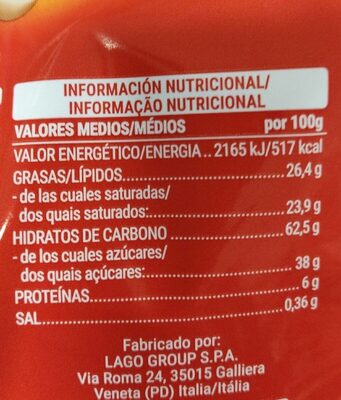 INFORMACIÓN NUTRICIONAL/
INFORMAÇÃO NUTRICIONAL
VALORES MEDIOS/MÉDIOS por 100g
VALOR ENERGÉTICO/ENERGIA..2165 kJ/517 kcal
GRASAS/LÍPIDOS...............................26,4 g
- de las cuales saturadas/
dos quais saturados:..........................23,9 g
HIDRATOS DE CARBONO ....................62,5 g
- de los cuales azúcares/
dos quais açúcares:................................38 g
PROTEÍNAS............................................6 g
SAL....................................................0,36 g
Fabricado por:
LAGO GROUP S.P.A.
Via Roma 24, 35015 Galliera
Veneta (PD) Italia/Itália